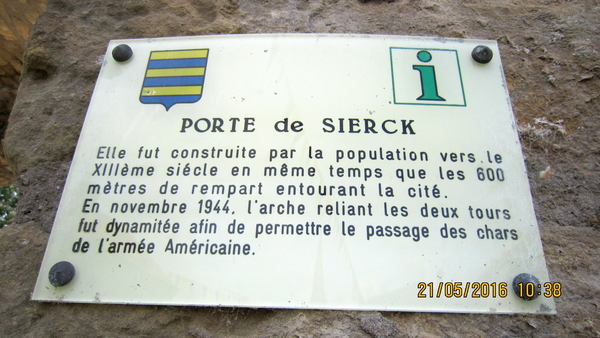 i
PORTE de SIERCK
Elle fut construite par la population vers le
XIIIème siécle en même temps que les 600
mètres de rempart entourant la cité.
En novembre 1944, l'arche reliant les deux tours
fut dynamitée afin de permettre le passage des chars
de l'armée Américaine.
21/05/2016 10:38